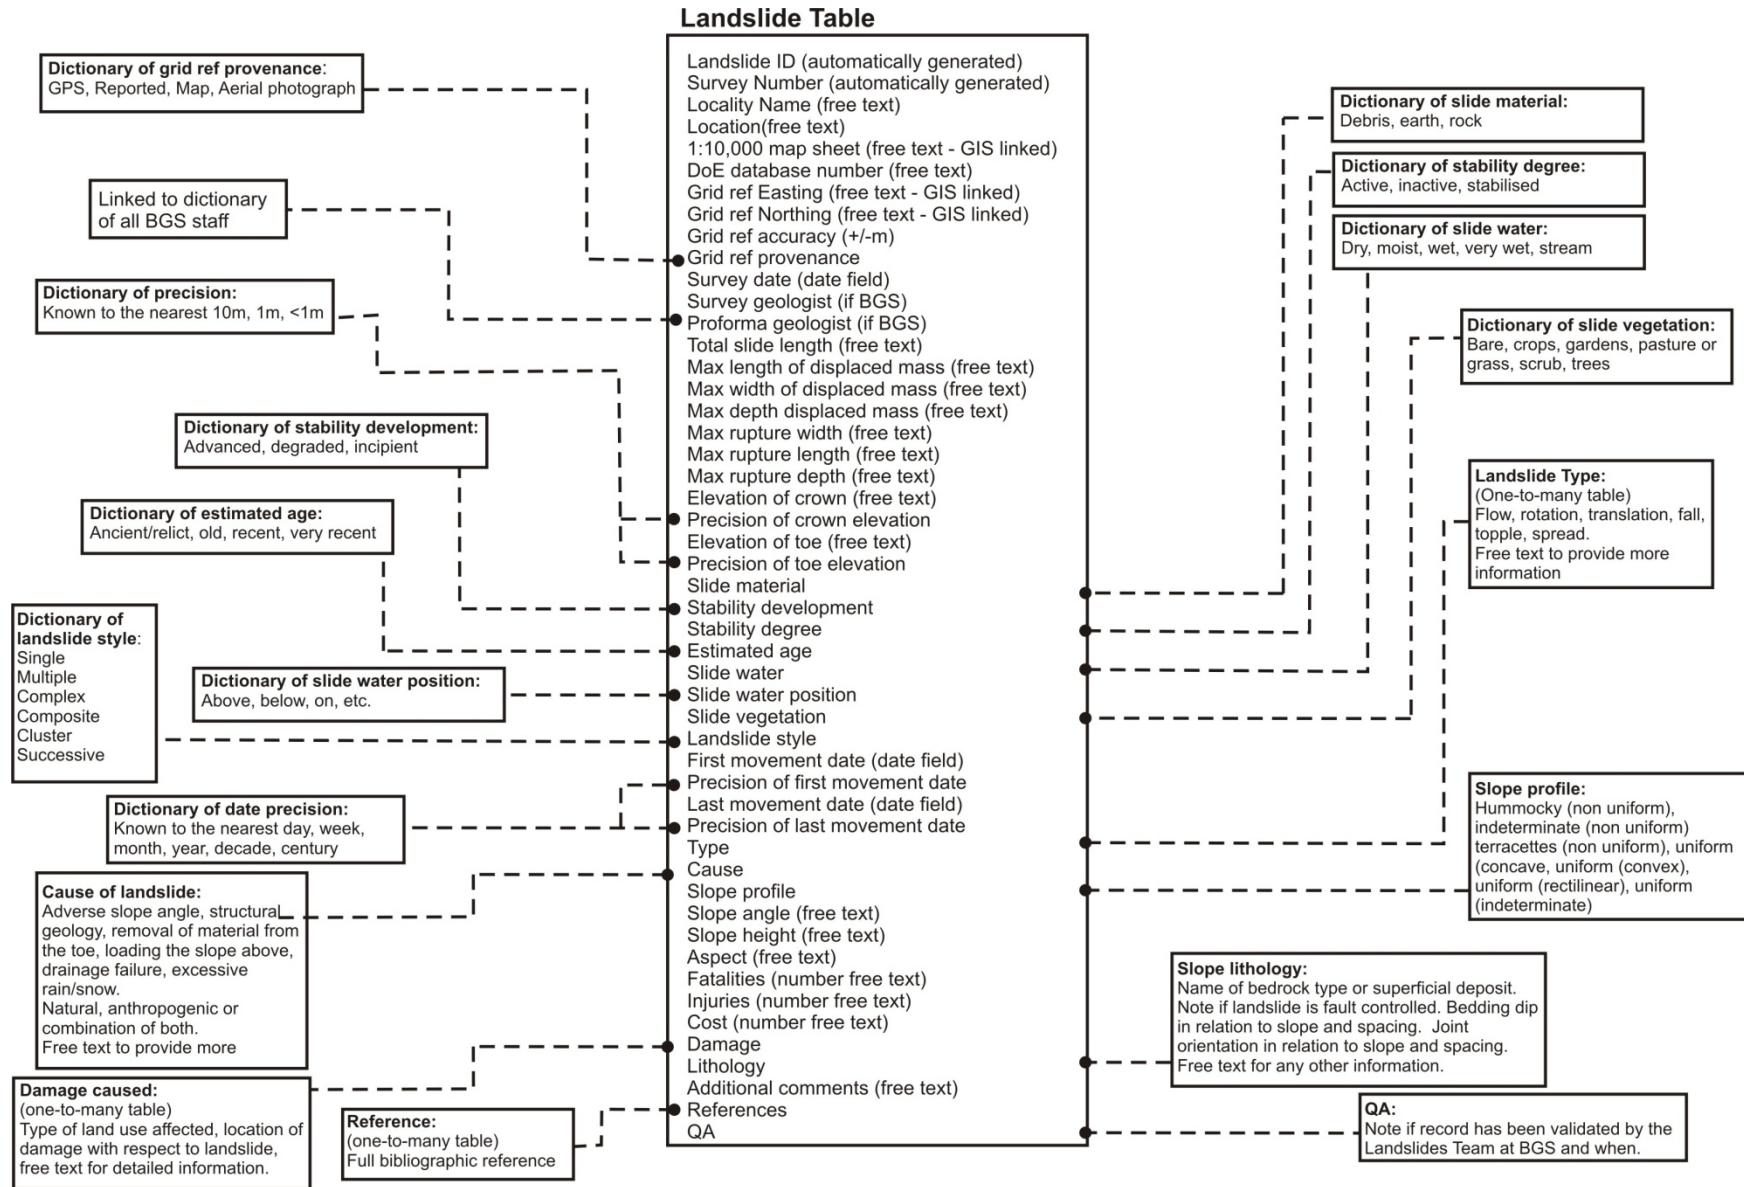 Landslide Table
Landslide ID (automatically generated)
Survey Number (automatically generated)
Locality Name (free text)
Location(free text)
1:10,000 map sheet (free text - GIS linked)
DoE database number (free text)
Grid ref Easting (free text - GIS linked)
Grid ref Northing (free text - GIS linked)
Grid ref accuracy (+/-m)
Grid ref provenance
Survey date (date field)
Survey geologist (if BGS)
Proforma geologist (if BGS)
Total slide length (free text)
Max length of displaced mass (free text)
Max width of displaced mass (free text)
Max depth displaced mass (free text)
Max rupture width (free text)
Max rupture length (free text)
Max rupture depth (free text)
Elevation of crown (free text)
Precision of crown elevation
Elevation of toe (free text)
Precision of toe elevation
Slide material
Stability development
Stability degree
Estimated age
Slide water
Slide water position
Slide vegetation
Landslide style
First movement date (date field)
Precision of first movement date
Last movement date (date field)
Precision of last movement date
Type
Cause
Slope profile
Slope angle (free text)
Slope height (free text)
Aspect (free text)
Fatalities (number free text)
Injuries (number free text)
Cost (number free text)
Damage
Lithology
Additional comments (free text)
References
QA
Dictionary of grid ref provenance:
GPS, Reported, Map, Aerial photograph
Linked to dictionary
of all BGS staff
Dictionary of precision:
Known to the nearest 10m, 1m, <1m
Dictionary of stability development:
Advanced, degraded, incipient
Dictionary of estimated age:
Ancient/relict, old, recent, very recent
Dictionary of
landslide style:
Single
Multiple
Complex
Composite
Cluster
Successive
Dictionary of slide water position:
Above, below, on, etc.
Dictionary of date precision:
Known to the nearest day, week,
month, year, decade, century
Cause of landslide:
Adverse slope angle, structural
geology, removal of material from
the toe, loading the slope above,
drainage failure, excessive
rain/snow.
Natural, anthropogenic or
combination of both.
Free text to provide more
Damage caused:
(one-to-many table)
Type of land use affected, location of
damage with respect to landslide,
free text for detailed information.
Reference:
(one-to-many table)
Full bibliographic reference
Dictionary of slide material:
Debris, earth, rock
Dictionary of stability degree:
Active, inactive, stabilised
Dictionary of slide water:
Dry, moist, wet, very wet, stream
Dictionary of slide vegetation:
Bare, crops, gardens, pasture or
grass, scrub, trees
Landslide Type:
(One-to-many table)
Flow, rotation, translation, fall,
topple, spread.
Free text to provide more
information
Slope profile:
Hummocky (non uniform),
indeterminate (non uniform)
terracettes (non uniform), uniform
(concave, uniform (convex),
uniform (rectilinear), uniform
(indeterminate)
Slope lithology:
Name of bedrock type or superficial deposit.
Note if landslide is fault controlled. Bedding dip
in relation to slope and spacing. Joint
orientation in relation to slope and spacing.
Free text for any other information.
QA:
Note if record has been validated by the
Landslides Team at BGS and when.